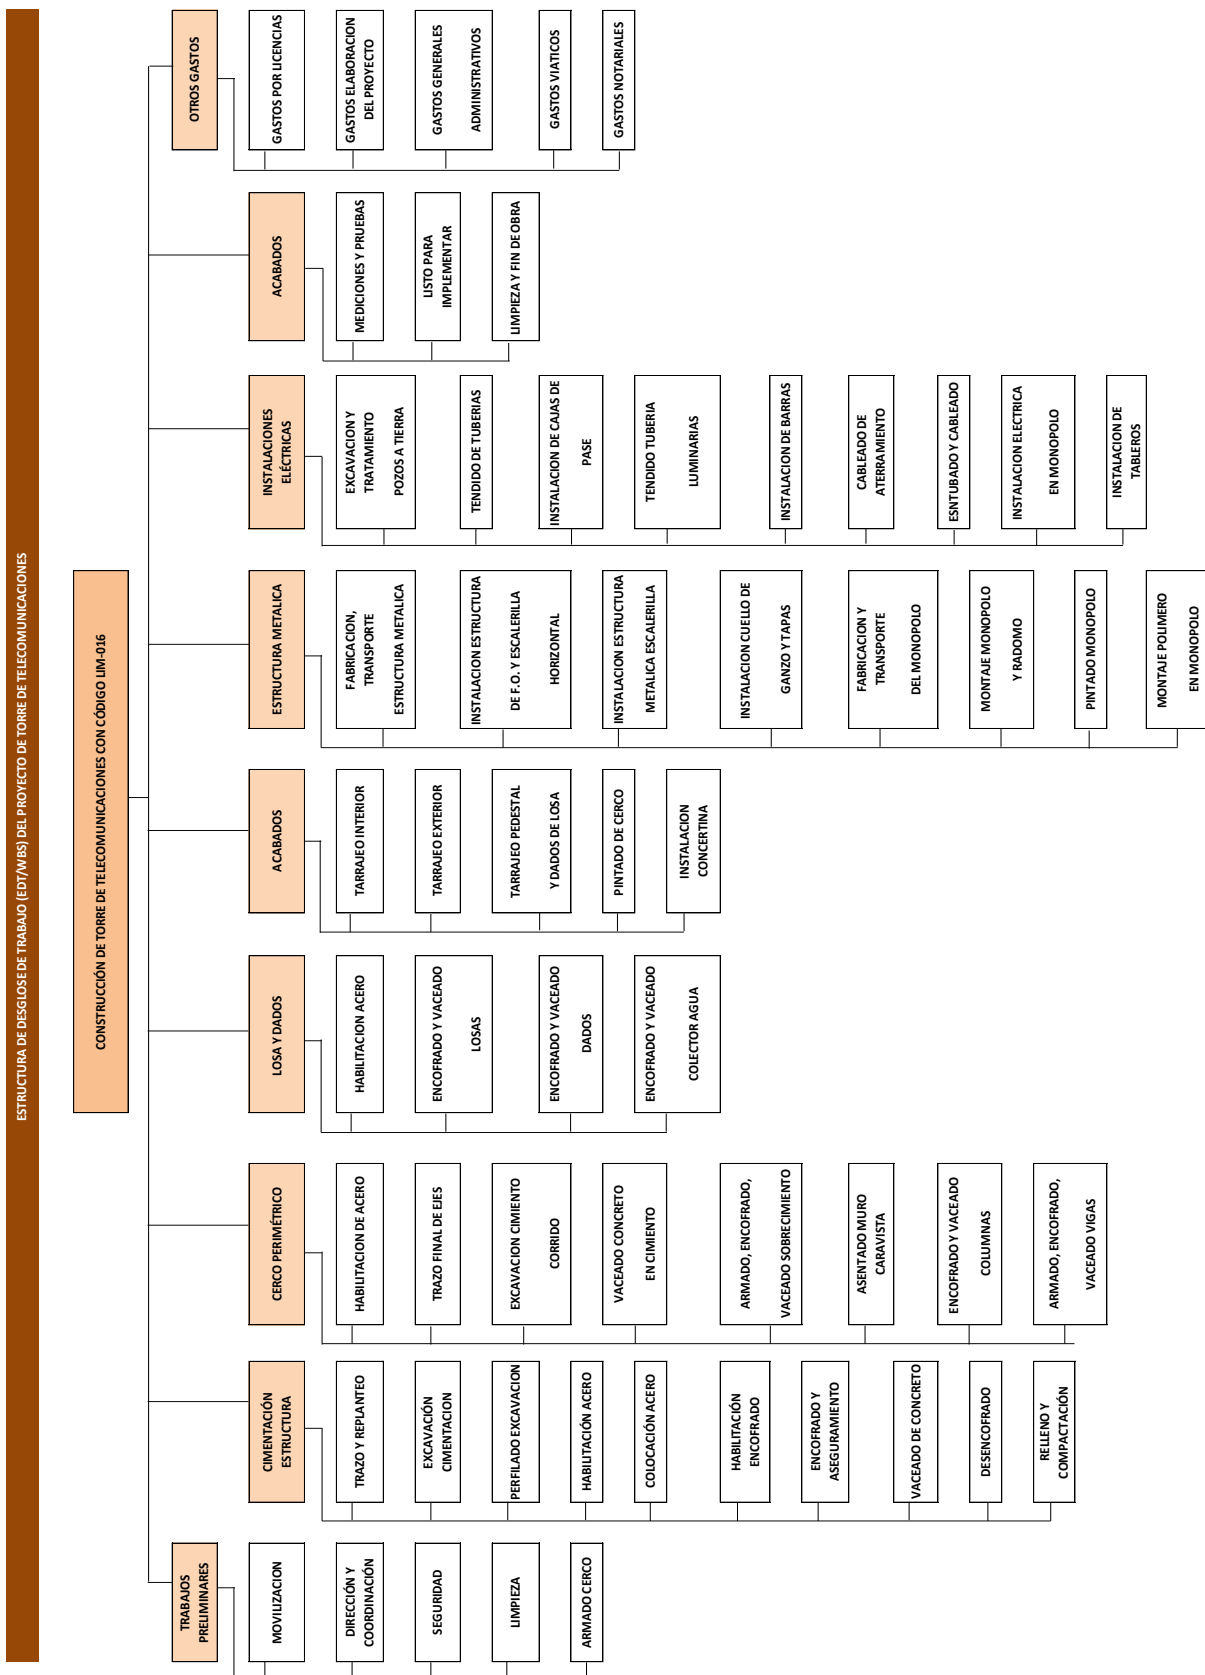 ESTRUCTURA DE DESGLOSE DE TRABAJO (EDT/WBS) DEL PROYECTO DE TORRE DE TELECOMUNICACIONES
CONSTRUCCIÓN DE TORRE DE TELECOMUNICACIONES CON CÓDIGO LIM-016
TRABAJOS
PRELIMINARES
MOVILIZACION
DIRECCIÓN Y
COORDINACIÓN
SEGURIDAD
LIMPIEZA
ARMADO CERCO
CIMENTACIÓN
ESTRUCTURA
TRAZO Y REPLANTEO
EXCAVACIÓN
CIMENTACION
PERFILADO EXCAVACION
HABILITACIÓN ACERO
COLOCACIÓN ACERO
HABILITACIÓN
ENCOFRADO
ENCOFRADO Y
ASEGURAMIENTO
VACEADO DE CONCRETO
DESENCOFRADO
RELLENO Y
COMPACTACIÓN
CERCO PERIMÉTRICO
HABILITACION DE ACERO
TRAZO FINAL DE EJES
EXCAVACION CIMIENTO
CORRIDO
VACEADO CONCRETO
EN CIMIENTO
ARMADO, ENCOFRADO,
VACEADO SOBRECIMIENTO
ASENTADO MURO
CARAVISTA
ENCOFRADO Y VACEADO
COLUMNAS
ARMADO, ENCOFRADO,
VACEADO VIGAS
LOSA Y DADOS
HABILITACION ACERO
ENCOFRADO Y VACEADO
LOSAS
ENCOFRADO Y VACEADO
DADOS
ENCOFRADO Y VACEADO
COLECTOR AGUA
ACABADOS
TARRAJEO INTERIOR
TARRAJEO EXTERIOR
TARRAJEO PEDESTAL
Y DADOS DE LOSA
PINTADO DE CERCO
INSTALACION
CONCERTINA
ESTRUCTURA METALICA
FABRICACION,
TRANSPORTE
ESTRUCTURA METALICA
INSTALACION ESTRUCTURA
DE F.O. Y ESCALERILLA
HORIZONTAL
INSTALACION ESTRUCTURA
METALICA ESCALERILLA
INSTALACION CUELLO DE
GANZO Y TAPAS
FABRICACION Y
TRANSPORTE
DEL MONOPOLO
MONTAJE MONOPOLO
Y RADOMO
PINTADO MONOPOLO
MONTAJE POLIMERO
EN MONOPOLO
INSTALACIONES
ELÉCTRICAS
EXCAVACION Y
TRATAMIENTO
POZOS A TIERRA
TENDIDO DE TUBERIAS
INSTALACION DE CAJAS DE
PASE
TENDIDO TUBERIA
LUMINARIAS
INSTALACION DE BARRAS
CABLEADO DE
ATERRAMIENTO
ESNTUBADO Y CABLEADO
INSTALACION ELECTRICA
EN MONOPOLO
INSTALACION DE
TABLEROS
ACABADOS
MEDICIONES Y PRUEBAS
LISTO PARA
IMPLEMENTAR
LIMPIEZA Y FIN DE OBRA
OTROS GASTOS
GASTOS POR LICENCIAS
GASTOS ELABORACION
DEL PROYECTO
GASTOS GENERALES
ADMINISTRATIVOS
GASTOS VIATICOS
GASTOS NOTARIALES